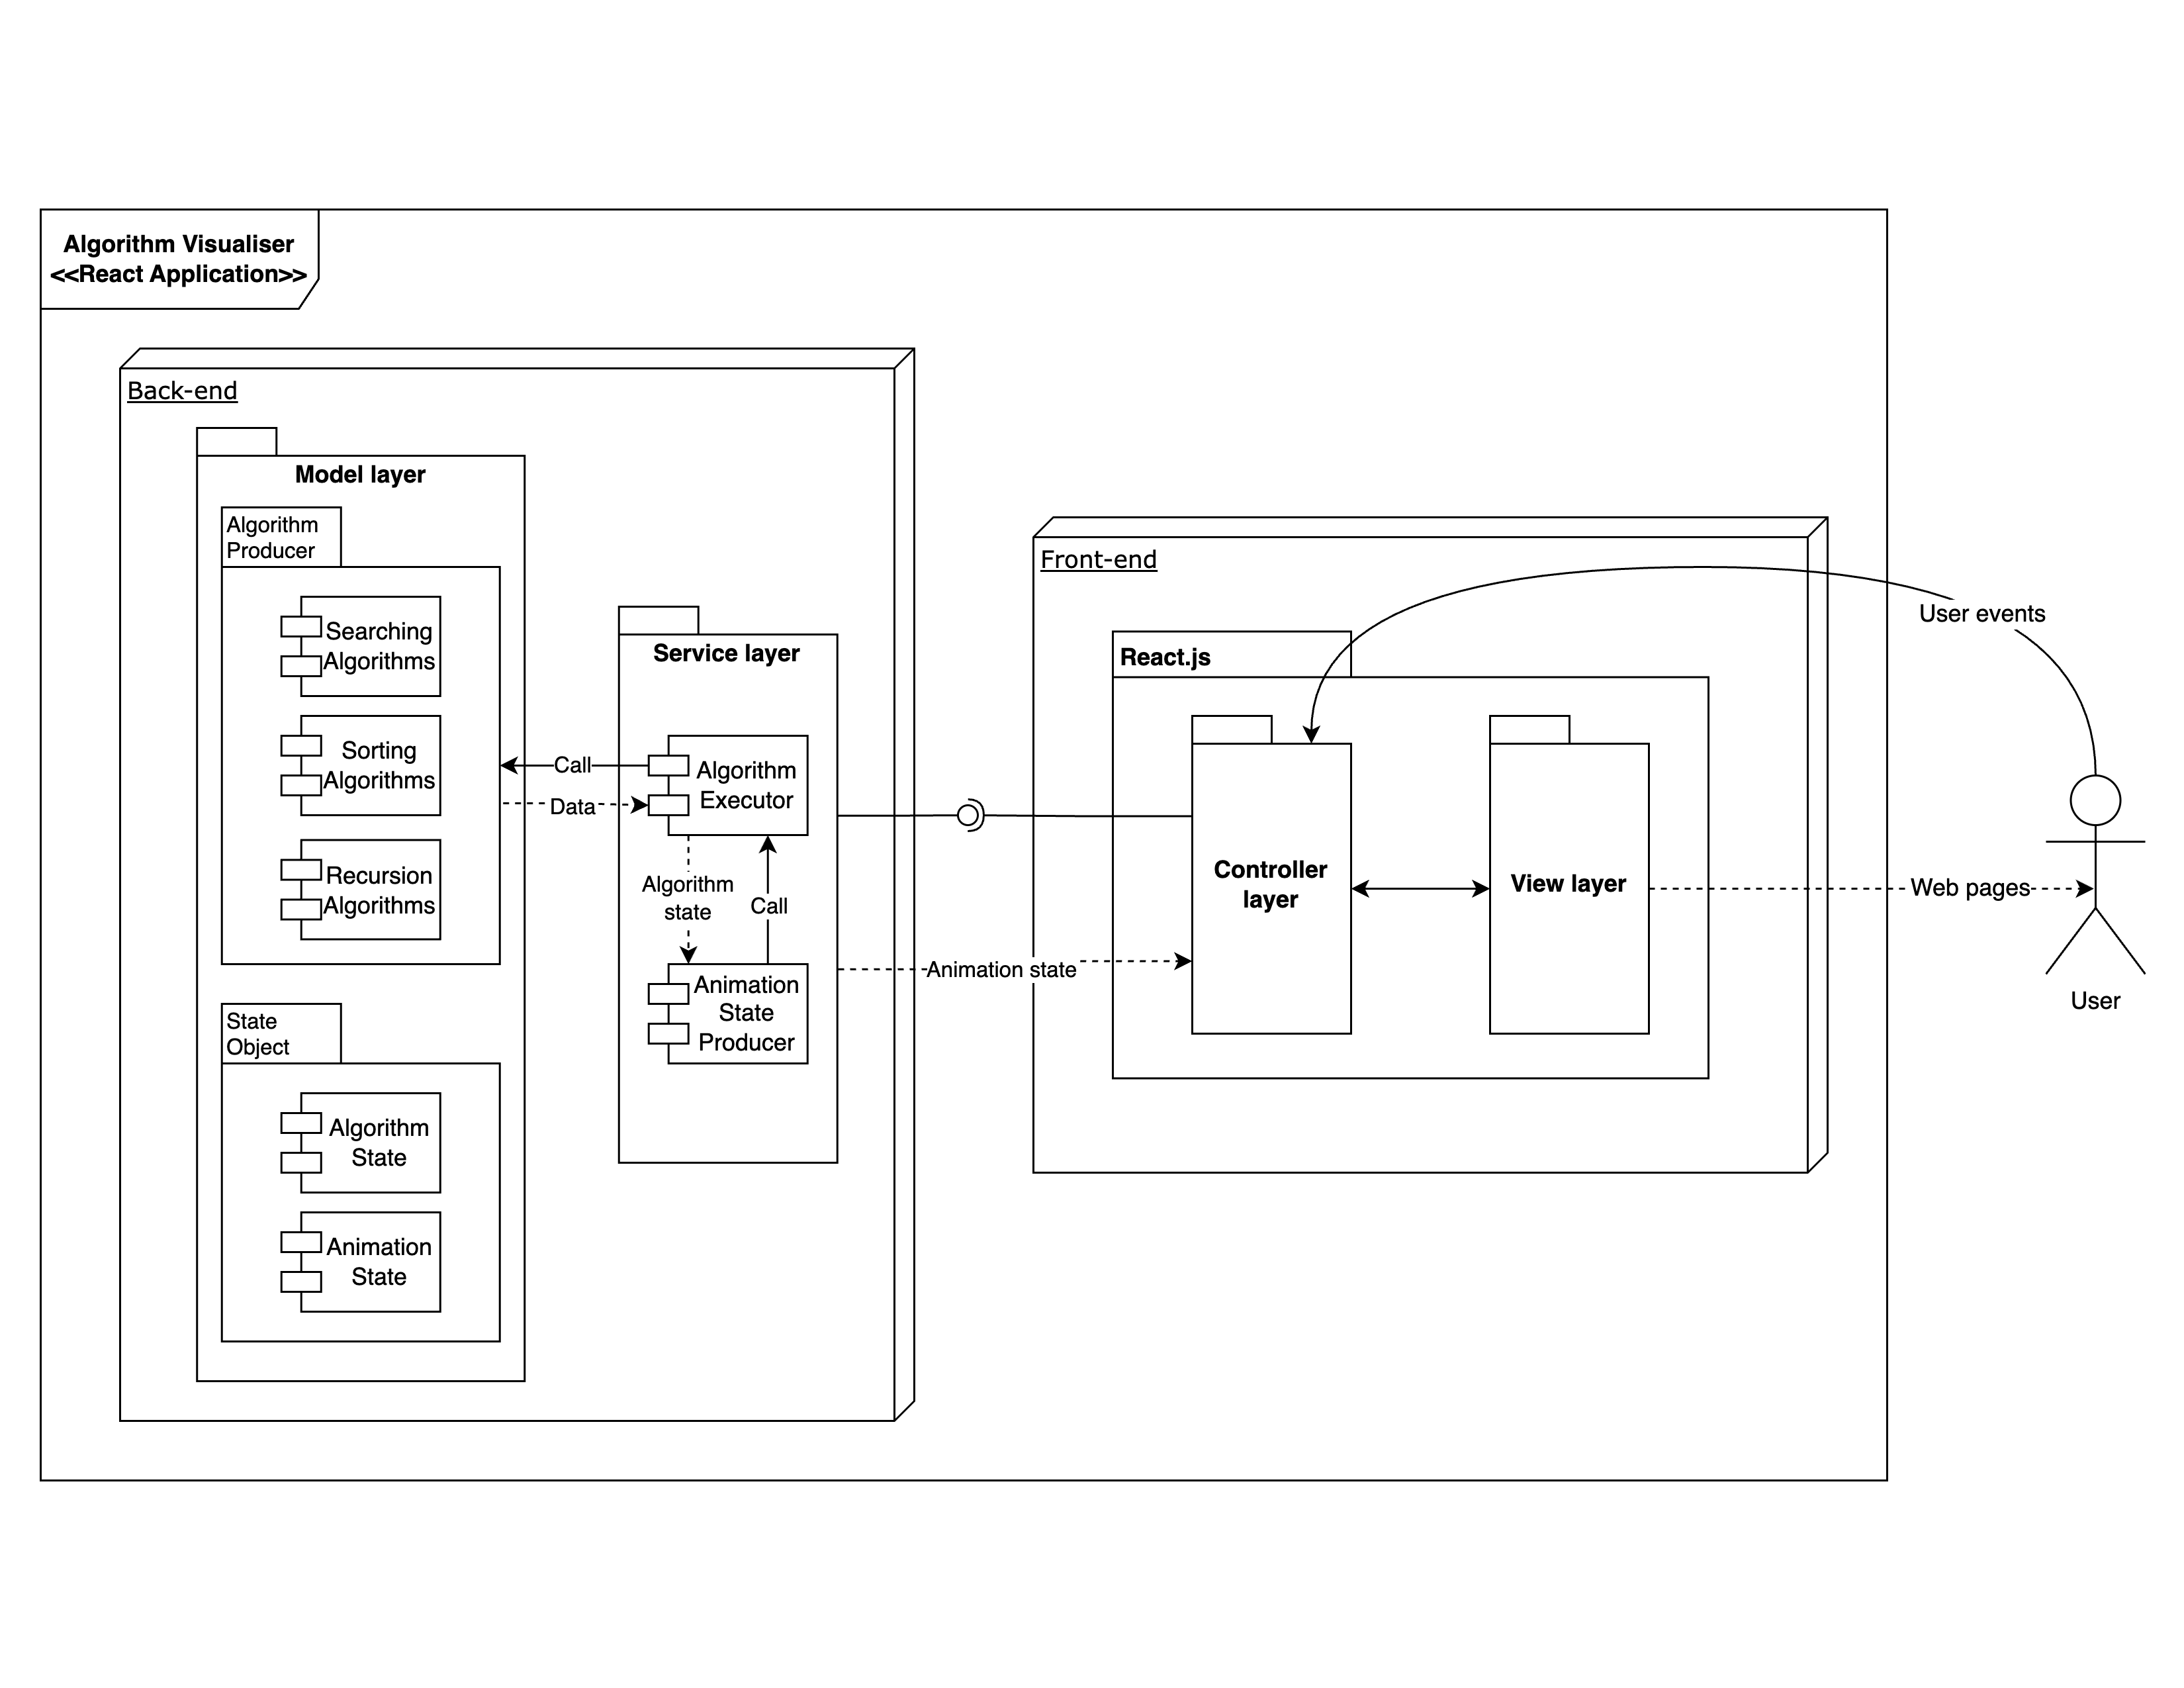 Algorithm Visualiser
<<React Application>>
Back-end
Model layer
Algorithm
Producer
Searching
Algorithms
Sorting
Algorithms
Recursion
Algorithms
State
Object
Algorithm
State
Animation
State
Call
Data
Service layer
Algorithm
Executor
Algorithm
state
Call
Animation
State
Producer
Animation state
Front-end
React.js
Controller
layer
View layer
User events
Web pages
User